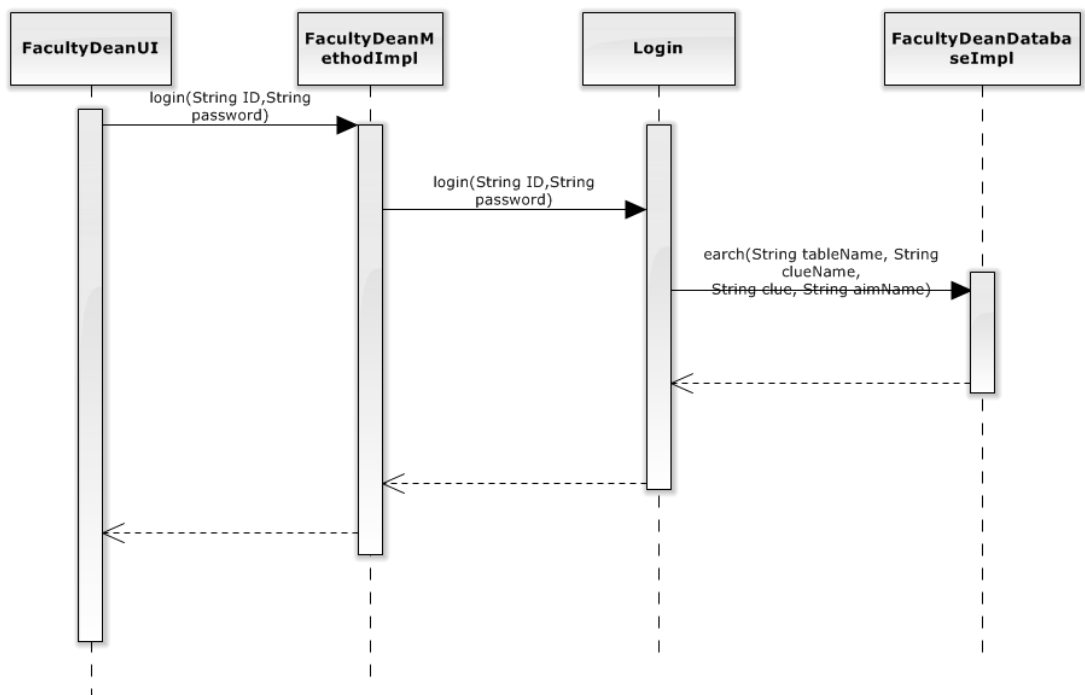 FacultyDeanUI
FacultyDeanM
ethodImpl
Login
FacultyDeanDataba
seImpl
login(String ID,String
password)
login(String ID,String
password)
earch(String tableName, String
clueName,
String clue, String aimName)